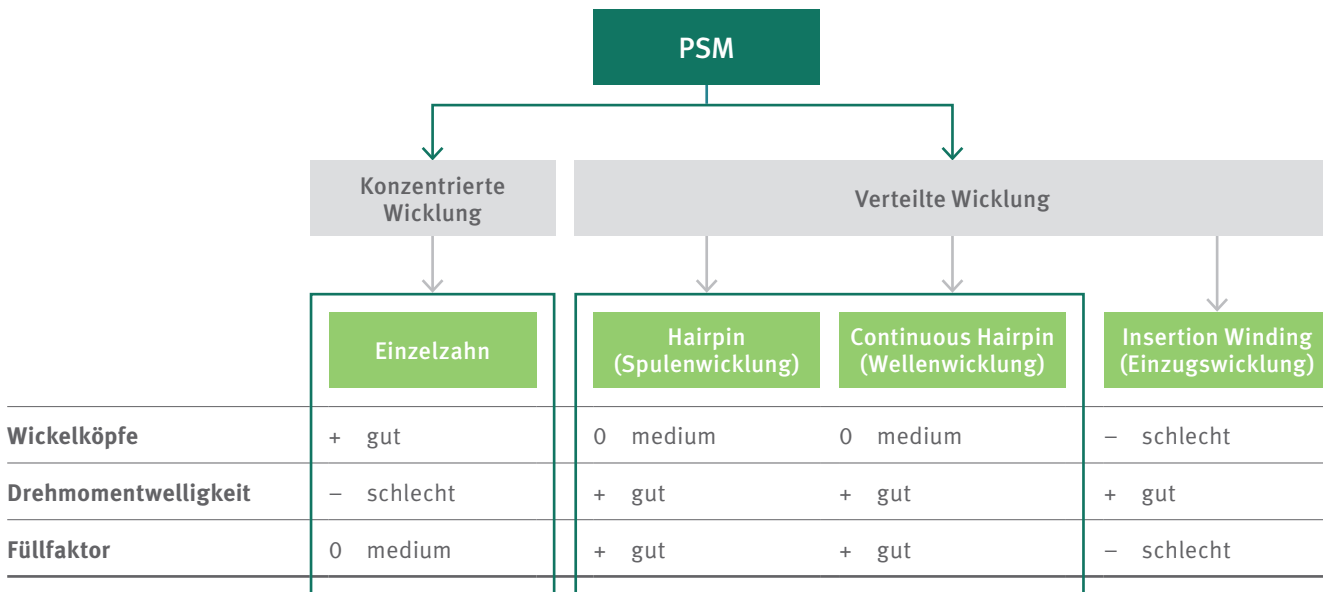 PSM
Konzentrierte
Wicklung
Verteilte Wicklung
Einzelzahn
Hairpin
(Spulenwicklung)
Continuous Hairpin
(Wellenwicklung)
Insertion Winding
(Einzugswicklung)
Wickelköpfe + gut 0 medium 0 medium – schlecht
Drehmomentwelligkeit – schlecht + gut + gut + gut
Füllfaktor 0 medium + gut + gut – schlecht